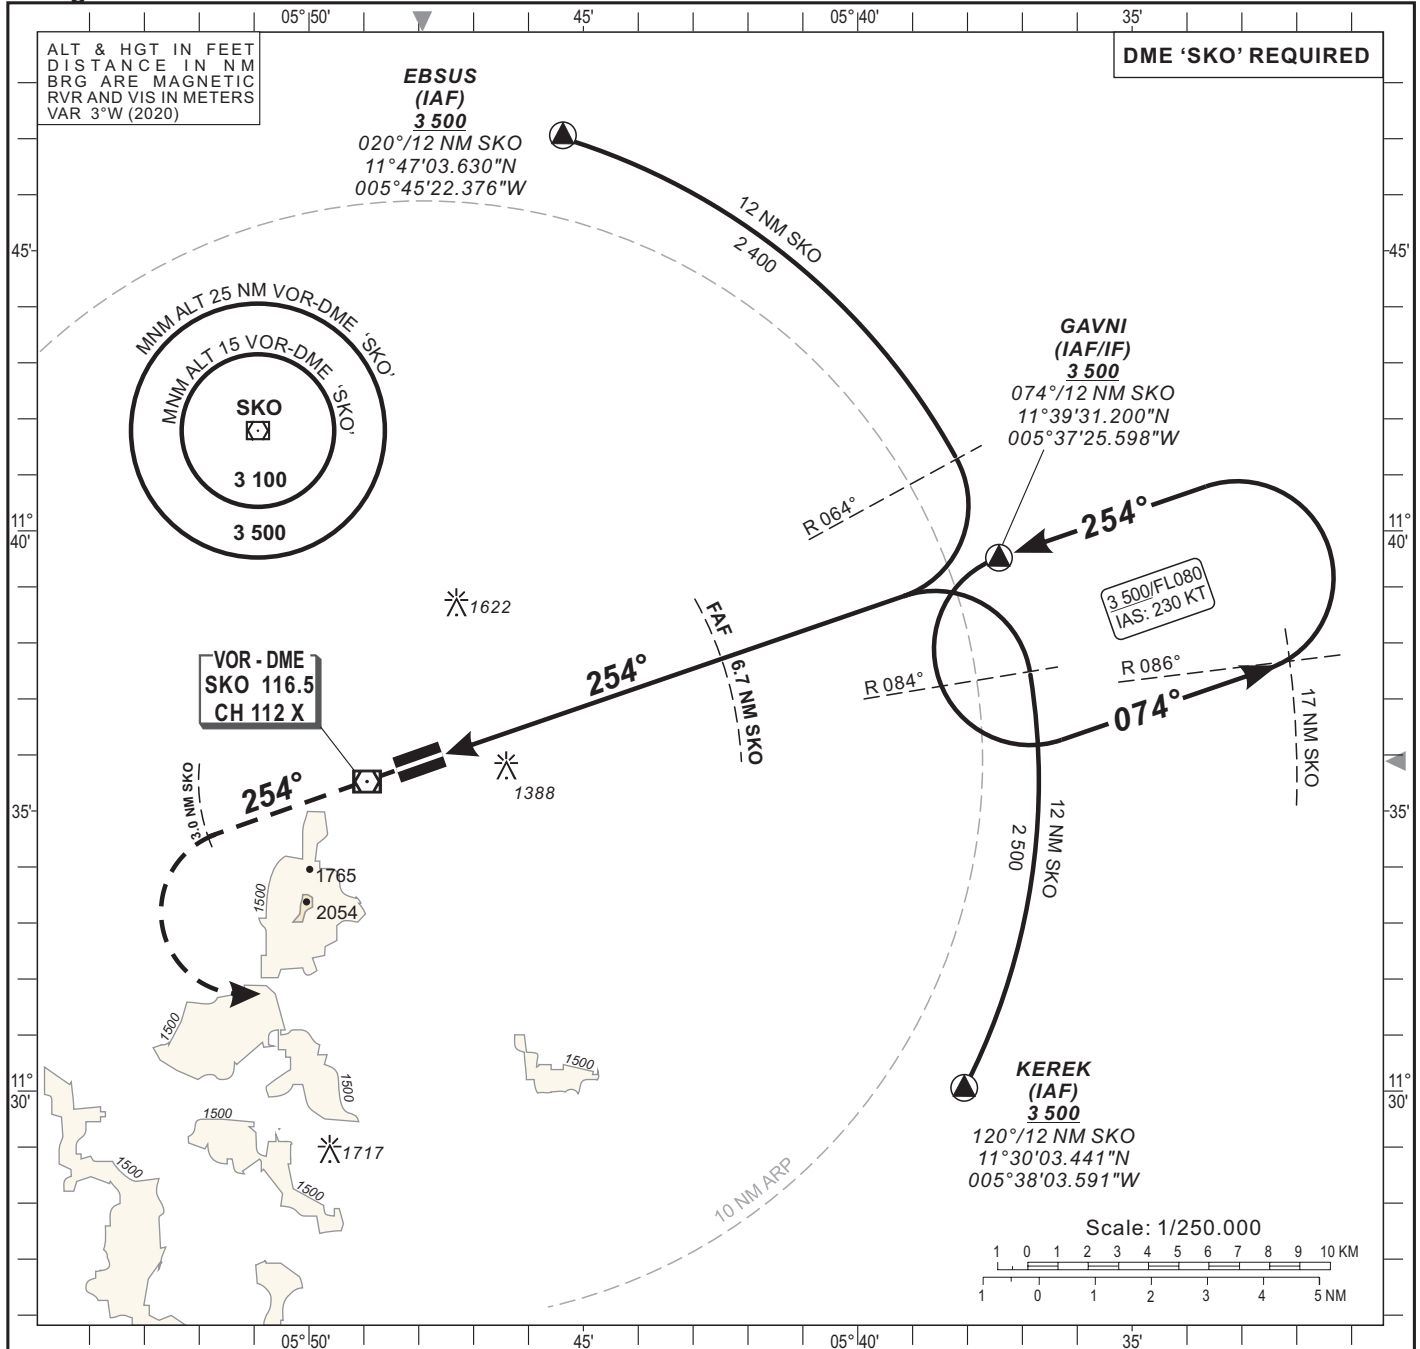 05°50'
45'
05°40'
35'
ALT & HGT IN FEET
DISTANCE IN NM
BRG ARE MAGNETIC
RVR AND VIS IN METERS
VAR 3°W (2020)
DME ‘SKO’ REQUIRED
EBSUS
(IAF)
3 500
020°/12 NM SKO
11°47'03.630"N
005°45'22.376"W
12 NM SKO
2 400
45'
45'
MNM ALT 25 NM VOR-DME ‘SKO’
MNM ALT 15 VOR-DME ‘SKO’
SKO
3 100
3 500
GAVNI
(IAF/IF)
3 500
074°/12 NM SKO
11°39'31.200"N
005°37'25.598"W
R 064°
254°
11°
40'
11°
40'
3 500/FL080
IAS: 230 KT
1622
FAF
6.7 NM SKO
254°
VOR - DME
SKO 116.5
CH 112 X
R 084°
R 086°
074°
17 NM SKO
1388
3.0 NM SKO
254°
35'
35'
12 NM SKO
2 500
1765
1500
2054
1500
1500
1500
1500
1717
1500
1500
11°
30'
11°
30'
KEREK
(IAF)
3 500
120°/12 NM SKO
11°30'03.441"N
005°38'03.591"W
10 NM ARP
Scale: 1/250.000
1 0 1 2 3 4 5 6 7 8 9 10 KM
1 0 1 2 3 4 5 NM
05°50'
45'
05°40'
35'